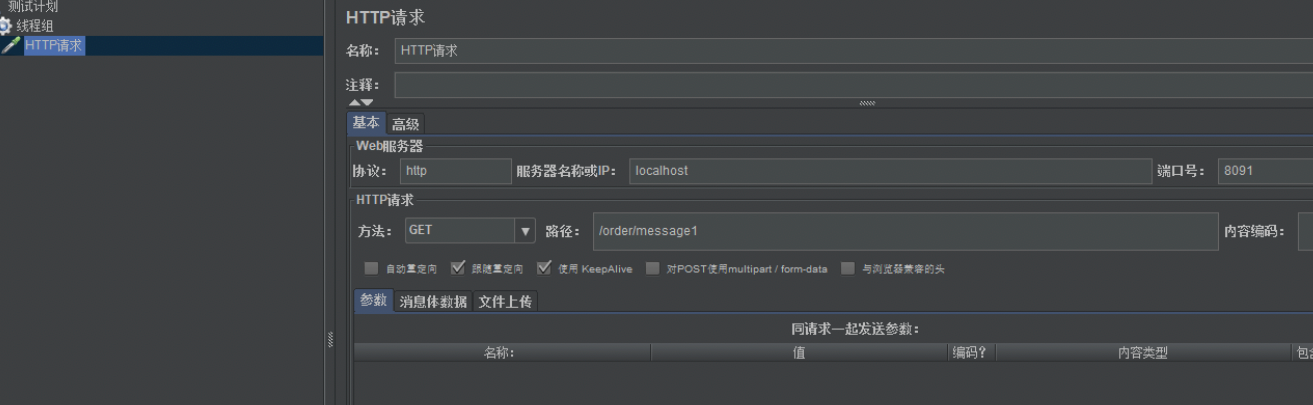 测试计划
线程组
HTTP请求
HTTP请求
名称： HTTP请求
注释：
基本 高级
Web服务器
协议： http 服务器名称或IP： localhost 端口号： 8091
HTTP请求
方法： GET 路径： /order/message1 内容编码：
自动重定向 跟随重定向 使用 KeepAlive 对POST使用multipart / form-data 与浏览器兼容的头
参数 消息体数据 文件上传
同请求一起发送参数：
名称： 值 编码？ 内容类型 包